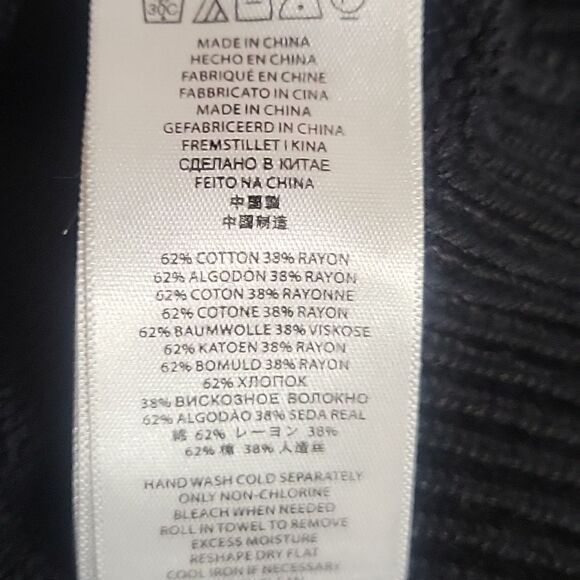 30C
MADE IN CHINA
HECHO EN CHINA
FABRIQUÉ EN CHINE
FABBRICATO IN CINA
MADE IN CHINA
GEFABRICEERD IN CHINA
FREMSTILLET I KINA
СДЕЛАНО В КИТАЕ
FEITO NA CHINA
中國製
中國制造
62% COTTON 38% RAYON
62% ALGODÓN 38% RAYON
62% COTON 38% RAYONNE
62% COTONE 38% RAYON
62% BAUMWOLLE 38% VISKOSE
62% KATOEN 38% RAYON
62% BOMULD 38% RAYON
62% ХЛОПОК
38% ВИСКОЗНОЕ ВОЛОКНО
62% ALGODÃO 38% SEDA REAL
綿 62% レーヨン 38%
62% 棉 38% 人造丝
HAND WASH COLD SEPARATELY
ONLY NON-CHLORINE
BLEACH WHEN NEEDED
ROLL IN TOWEL TO REMOVE
EXCESS MOISTURE
RESHAPE DRY FLAT
COOL IRON IF NECESSARY